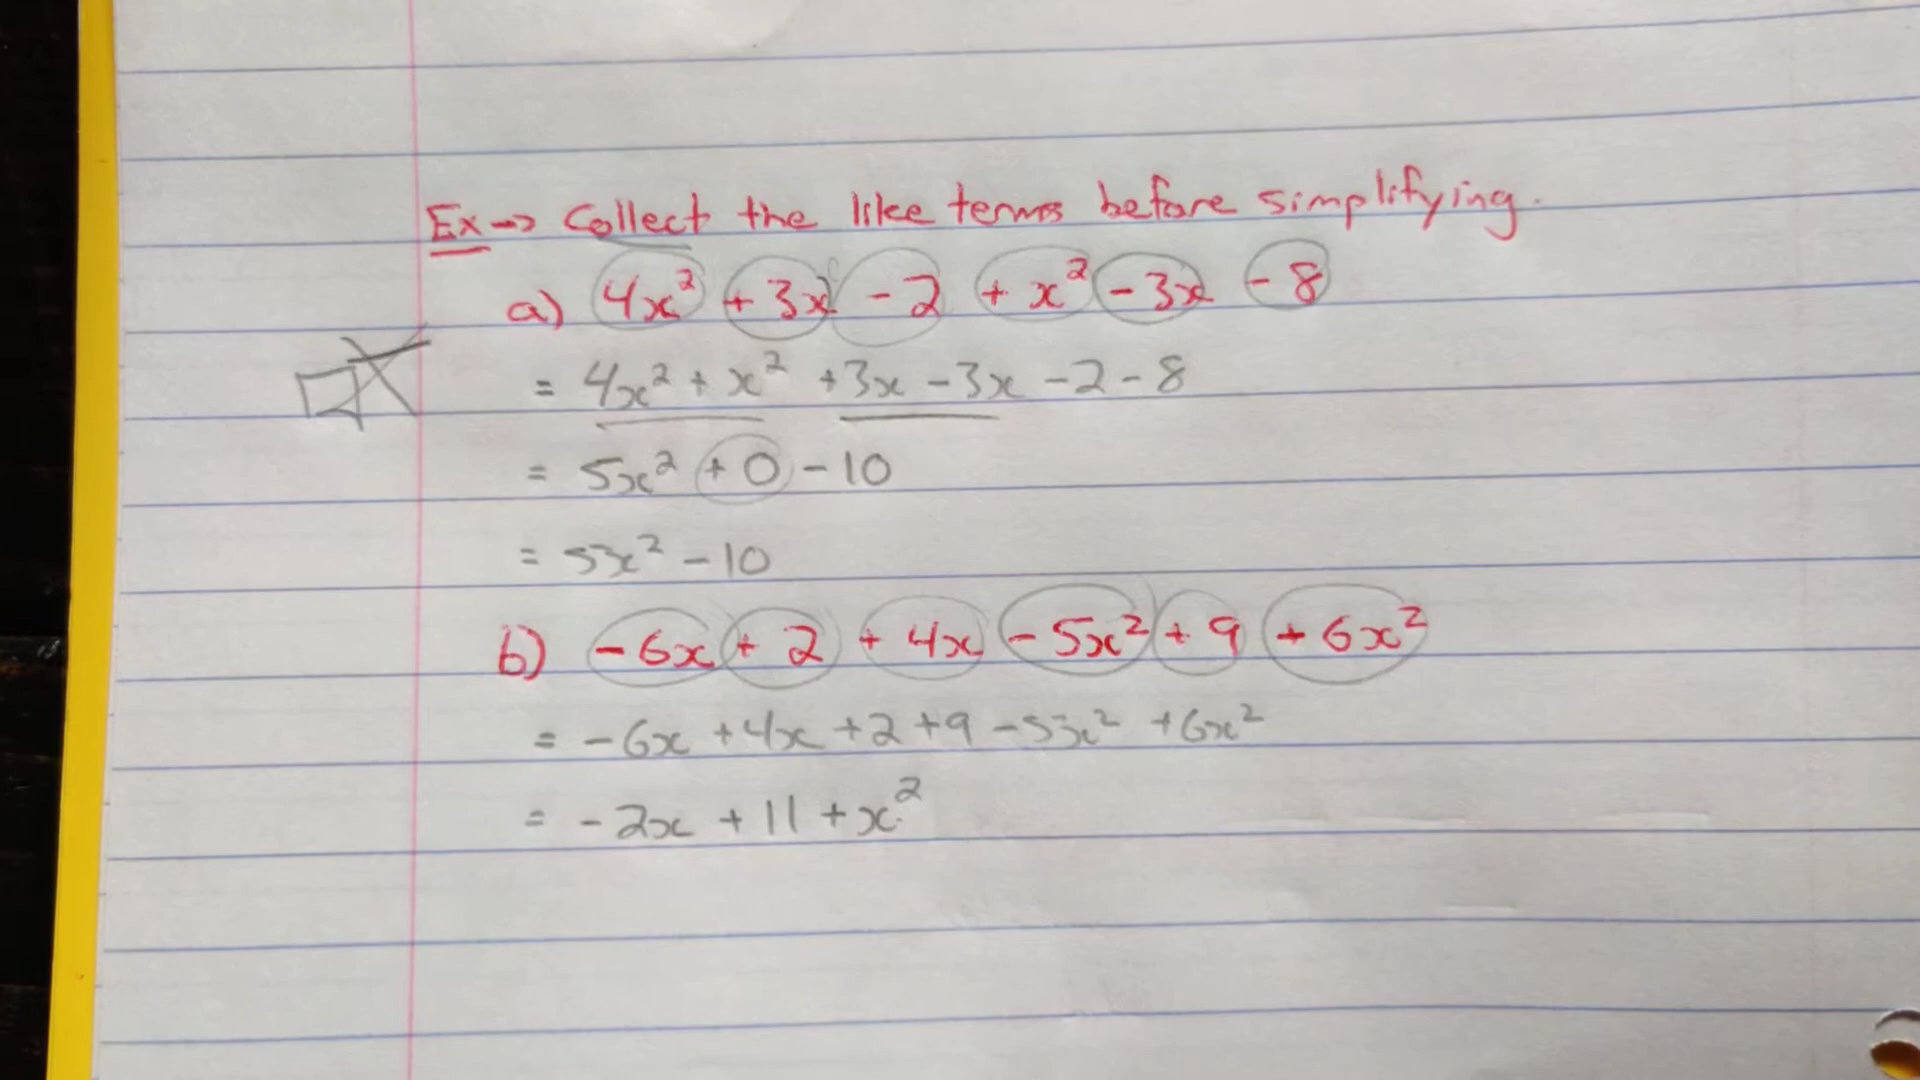 Ex → Collect the like terms before simplifying.
a) 4x² + 3x - 2 + x² - 3x - 8
= 4x² + x² + 3x - 3x - 2 - 8
= 5x² + 0 - 10
= 5x² - 10
b) - 6x + 2 + 4x - 5x² + 9 + 6x²
= - 6x + 4x + 2 + 9 - 5x² + 6x²
= - 2x + 11 + x²